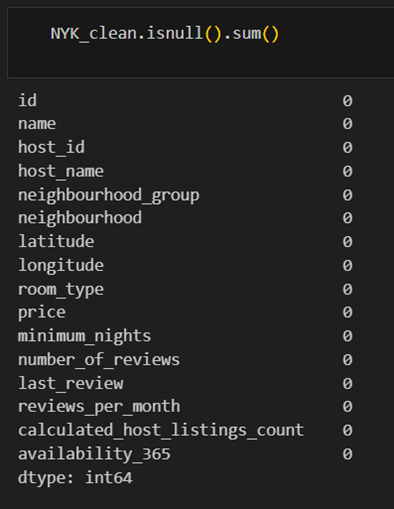 NYK_clean.isnull().sum()
id 0
name 0
host_id 0
host_name 0
neighbourhood_group 0
neighbourhood 0
latitude 0
longitude 0
room_type 0
price 0
minimum_nights 0
number_of_reviews 0
last_review 0
reviews_per_month 0
calculated_host_listings_count 0
availability_365 0
dtype: int64